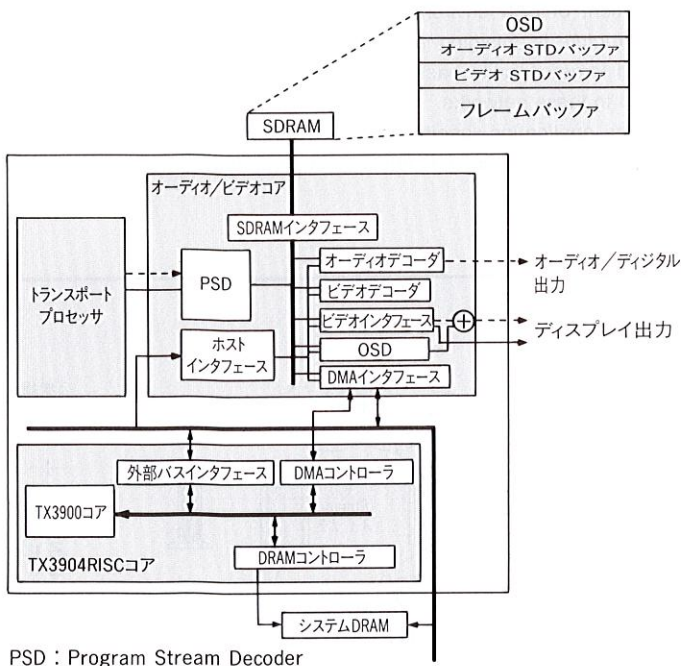 OSD
オーディオ STDバッファ
ビデオ STDバッファ
フレームバッファ
SDRAM
オーディオ/ビデオコア
SDRAMインタフェース
トランスポート
プロセッサ
PSD
オーディオデコーダ
ビデオデコーダ
ビデオインタフェース
OSD
DMAインタフェース
ホスト
インタフェース
オーディオ/ディジタル
出力
ディスプレイ出力
外部バスインタフェース
DMAコントローラ
TX3900コア
DRAMコントローラ
TX3904RISCコア
システムDRAM
PSD：Program Stream Decoder